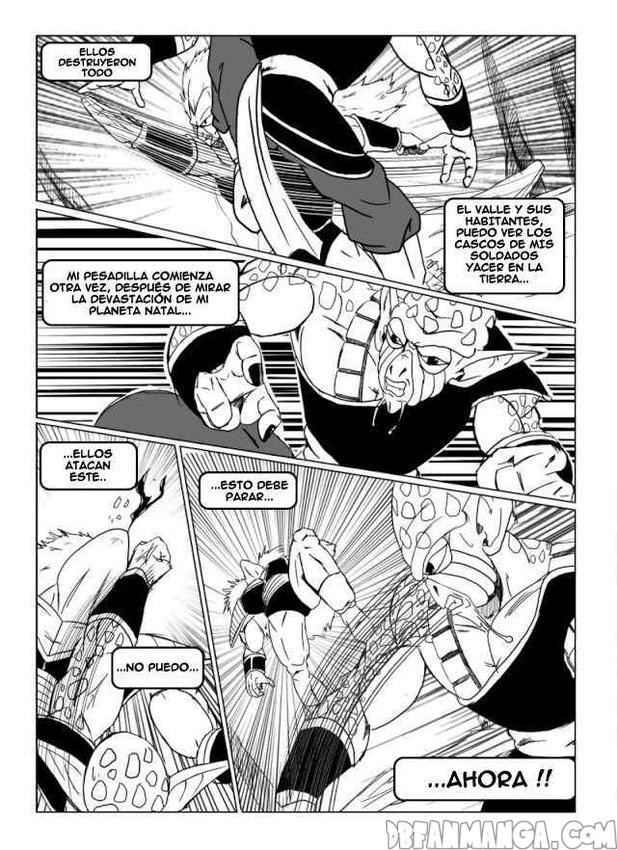 ELLOS
DESTRUYERON
TODO
EL VALLE Y SUS
HABITANTES,
PUEDO VER LOS
CASCOS DE MIS
SOLDADOS
YACER EN LA
TIERRA...
MI PESADILLA COMIENZA
OTRA VEZ, DESPUÉS DE MIRAR
LA DEVASTACIÓN DE MI
PLANETA NATAL...
...ELLOS
ATACAN
ESTE..
...ESTO DEBE
PARAR...
...NO PUEDO...
...AHORA !!
DBFANMANGA.COM